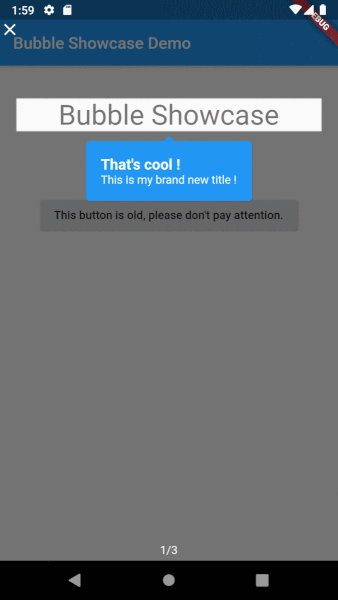 1:59
DEBUG
Bubble Showcase Demo
Bubble Showcase
That's cool !
This is my brand new title !
This button is old, please don't pay attention.
1/3